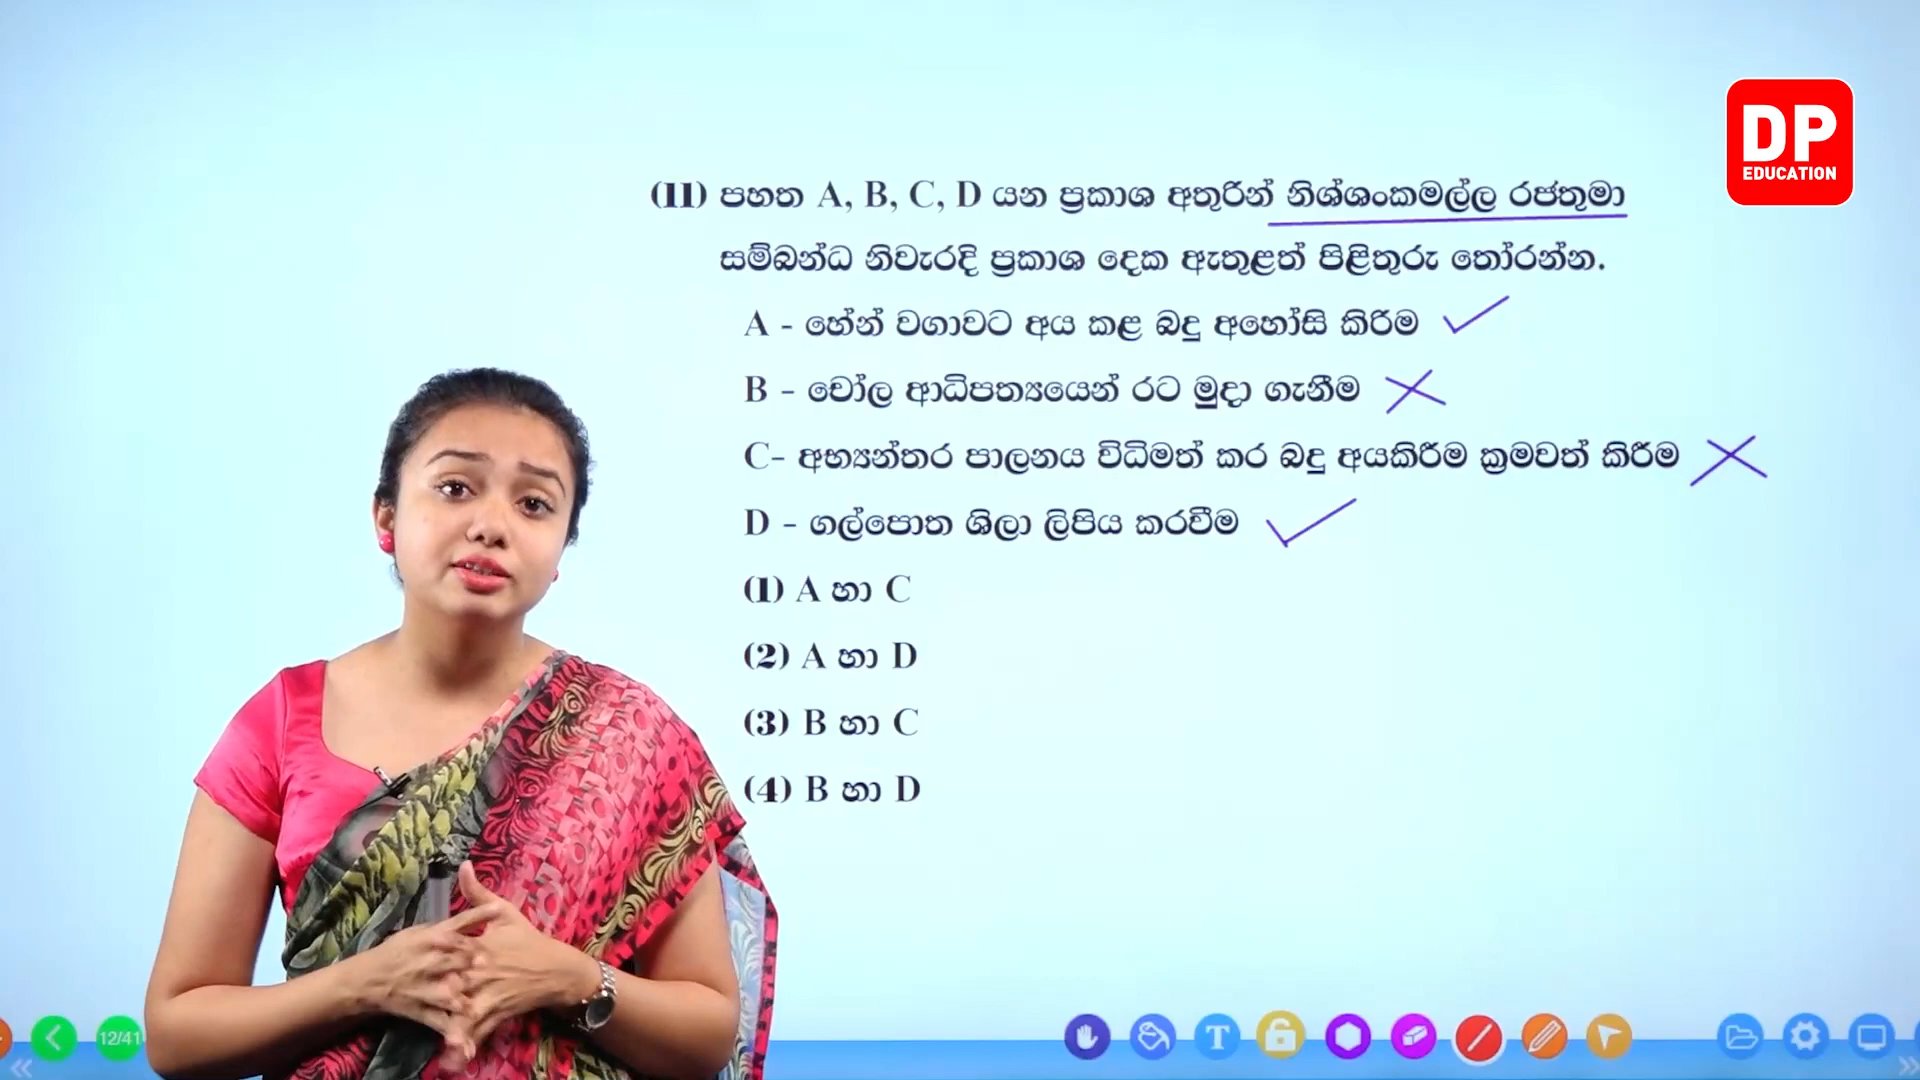 DP
EDUCATION
(11) පහත A, B, C, D යන ප්‍රකාශ අතුරින් නිශ්ශංකමල්ල රජතුමා
සම්බන්ධ නිවැරදි ප්‍රකාශ දෙක ඇතුළත් පිළිතුරු තෝරන්න.
A - හේන් වගාවට අය කළ බදු අහෝසි කිරීම
B - චෝල ආධිපත්‍යයෙන් රට මුදා ගැනීම
C- අභ්‍යන්තර පාලනය විධිමත් කර බදු අයකිරීම ක්‍රමවත් කිරීම
D - ගල්පොත ශිලා ලිපිය කරවීම
(1) A හා C
(2) A හා D
(3) B හා C
(4) B හා D
12/41
T